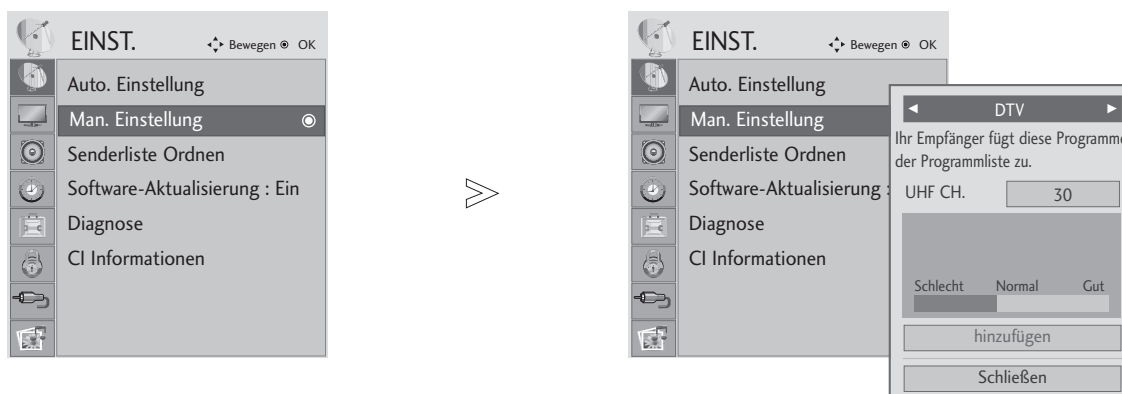 EINST. Bewegen OK
Auto. Einstellung
Man. Einstellung
Senderliste Ordnen
Software-Aktualisierung : Ein
Diagnose
CI Informationen
EINST. Bewegen OK
Auto. Einstellung
Man. Einstellung
Senderliste Ordnen
Software-Aktualisierung :
Diagnose
CI Informationen
DTV
Ihr Empfänger fügt diese Programme
der Programmliste zu.
UHF CH. 30
Schlecht Normal Gut
hinzufügen
Schließen